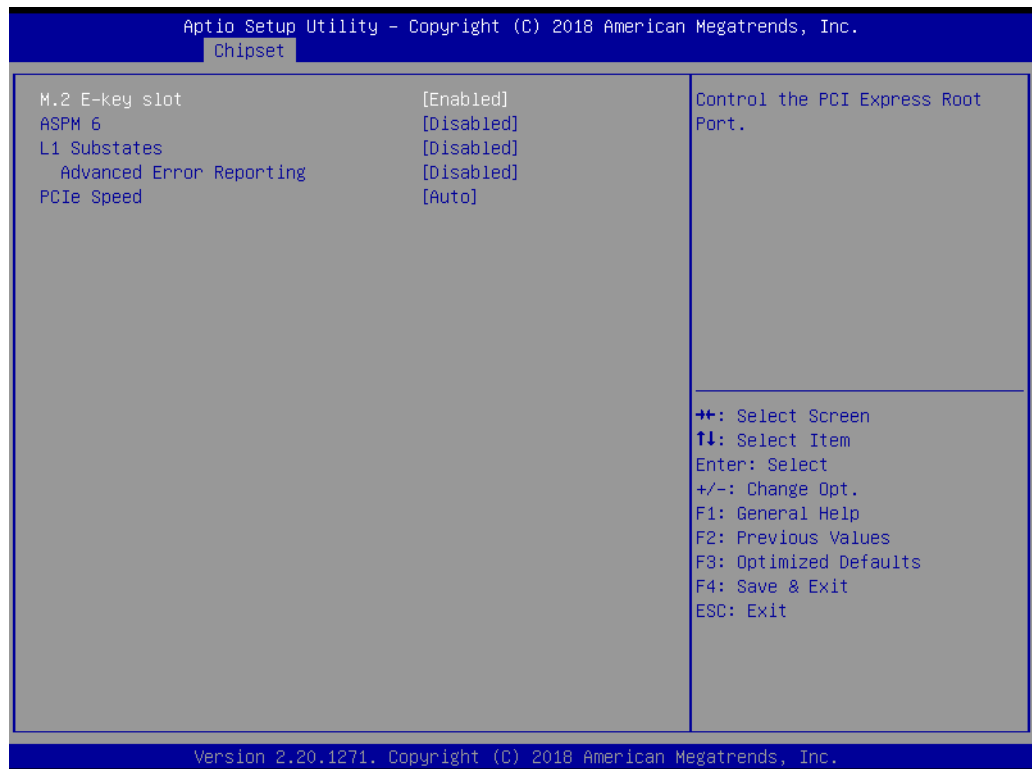 Aptio Setup Utility – Copyright (C) 2018 American Megatrends, Inc.
Chipset
M.2 E-key slot [Enabled]
ASPM 6 [Disabled]
L1 Substates [Disabled]
Advanced Error Reporting [Disabled]
PCIe Speed [Auto]
Control the PCI Express Root
Port.
→←: Select Screen
↑↓: Select Item
Enter: Select
+/-: Change Opt.
F1: General Help
F2: Previous Values
F3: Optimized Defaults
F4: Save & Exit
ESC: Exit
Version 2.20.1271. Copyright (C) 2018 American Megatrends, Inc.